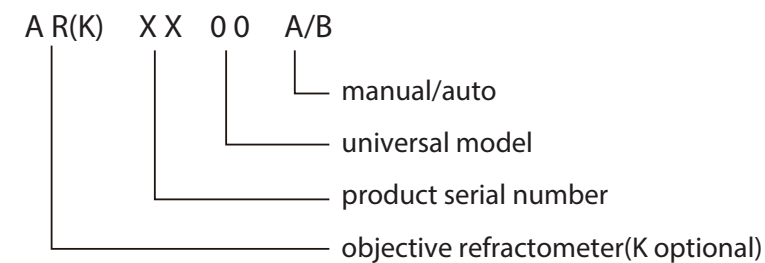 A R(K) X X 0 0 A/B
manual/auto
universal model
product serial number
objective refractometer(K optional)